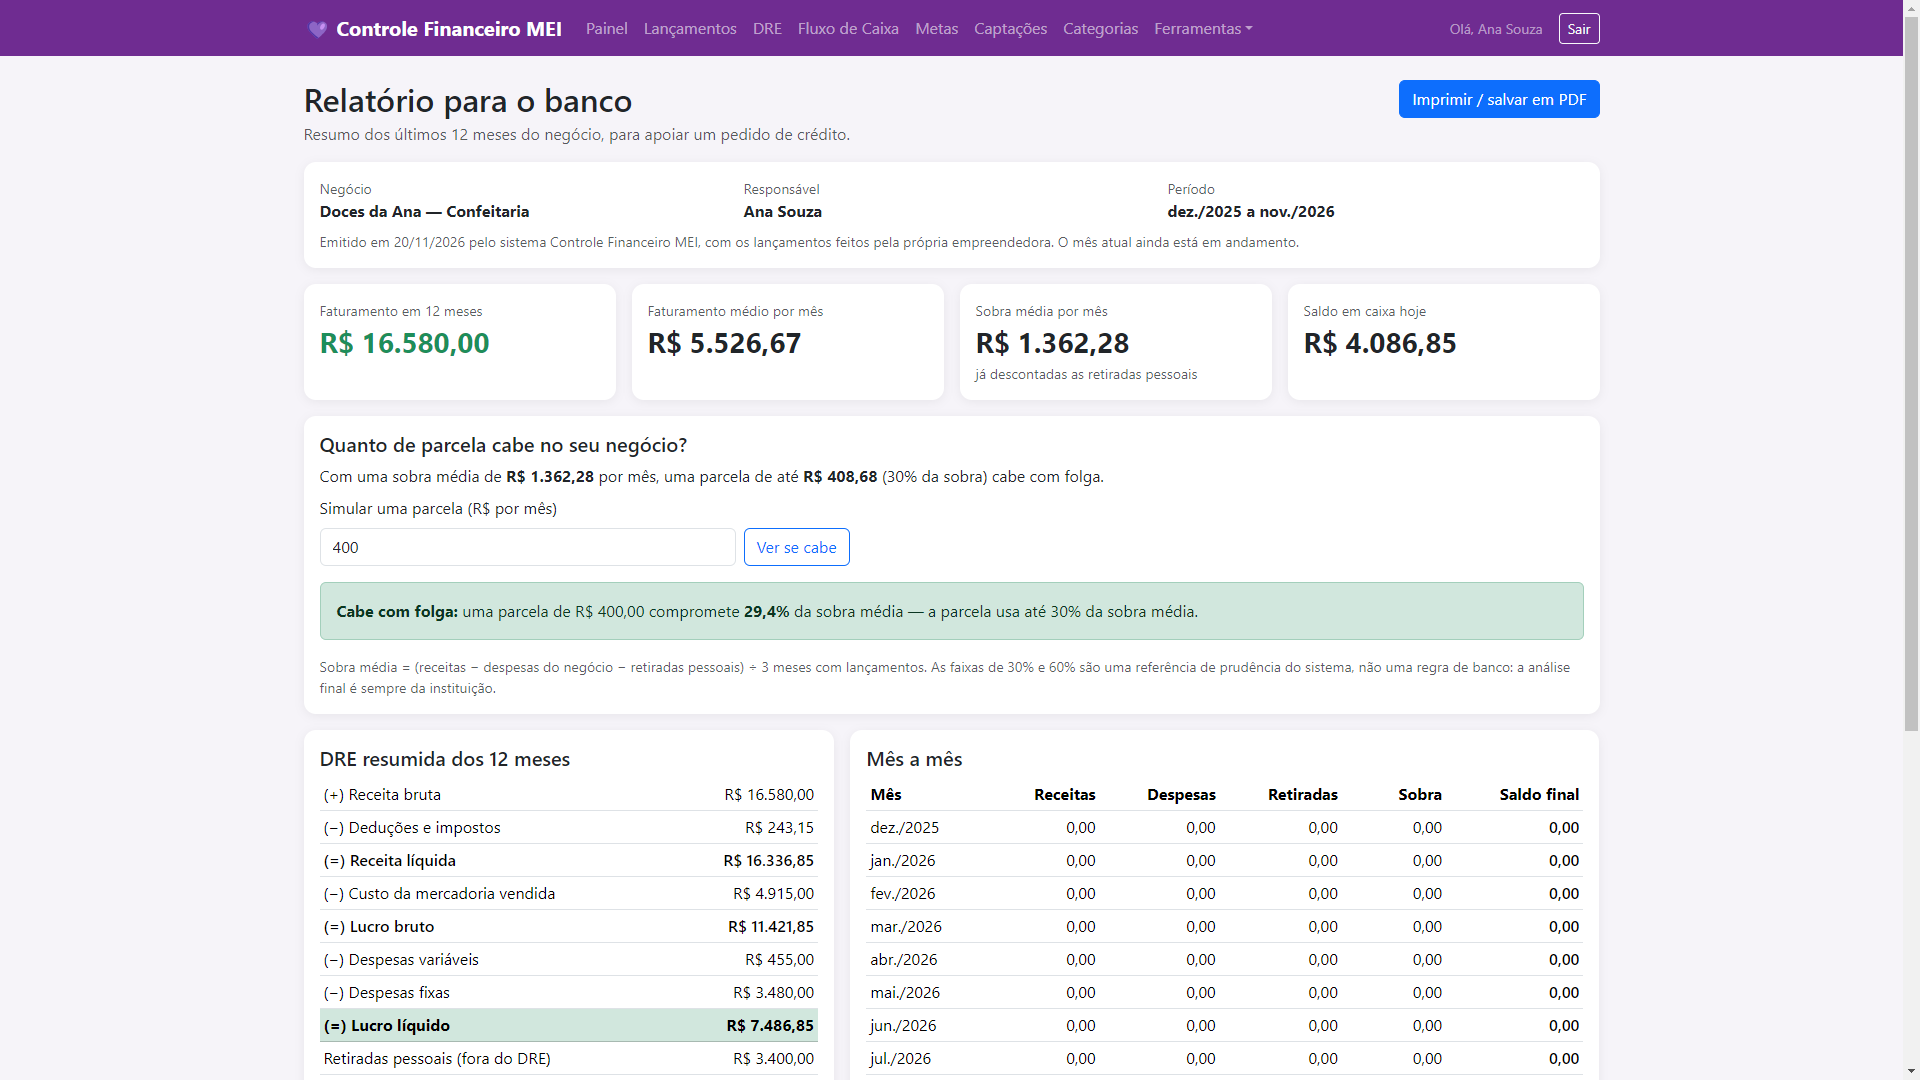 💜 Controle Financeiro MEI Painel Lançamentos DRE Fluxo de Caixa Metas Captações Categorias Ferramentas Olá, Ana Souza Sair
Relatório para o banco
Imprimir / salvar em PDF
Resumo dos últimos 12 meses do negócio, para apoiar um pedido de crédito.
Negócio Responsável Período
Doces da Ana — Confeitaria Ana Souza dez./2025 a nov./2026
Emitido em 20/11/2026 pelo sistema Controle Financeiro MEI, com os lançamentos feitos pela própria empreendedora. O mês atual ainda está em andamento.
Faturamento em 12 meses
R$ 16.580,00
Faturamento médio por mês
R$ 5.526,67
Sobra média por mês
R$ 1.362,28
já descontadas as retiradas pessoais
Saldo em caixa hoje
R$ 4.086,85
Quanto de parcela cabe no seu negócio?
Com uma sobra média de R$ 1.362,28 por mês, uma parcela de até R$ 408,68 (30% da sobra) cabe com folga.
Simular uma parcela (R$ por mês)
400 Ver se cabe
Cabe com folga: uma parcela de R$ 400,00 compromete 29,4% da sobra média — a parcela usa até 30% da sobra média.
Sobra média = (receitas − despesas do negócio − retiradas pessoais) ÷ 3 meses com lançamentos. As faixas de 30% e 60% são uma referência de prudência do sistema, não uma regra de banco: a análise
final é sempre da instituição.
DRE resumida dos 12 meses
(+) Receita bruta R$ 16.580,00
(−) Deduções e impostos R$ 243,15
(=) Receita líquida R$ 16.336,85
(−) Custo da mercadoria vendida R$ 4.915,00
(=) Lucro bruto R$ 11.421,85
(−) Despesas variáveis R$ 455,00
(−) Despesas fixas R$ 3.480,00
(=) Lucro líquido R$ 7.486,85
Retiradas pessoais (fora do DRE) R$ 3.400,00
Mês a mês
Mês Receitas Despesas Retiradas Sobra Saldo final
dez./2025 0,00 0,00 0,00 0,00 0,00
jan./2026 0,00 0,00 0,00 0,00 0,00
fev./2026 0,00 0,00 0,00 0,00 0,00
mar./2026 0,00 0,00 0,00 0,00 0,00
abr./2026 0,00 0,00 0,00 0,00 0,00
mai./2026 0,00 0,00 0,00 0,00 0,00
jun./2026 0,00 0,00 0,00 0,00 0,00
jul./2026 0,00 0,00 0,00 0,00 0,00